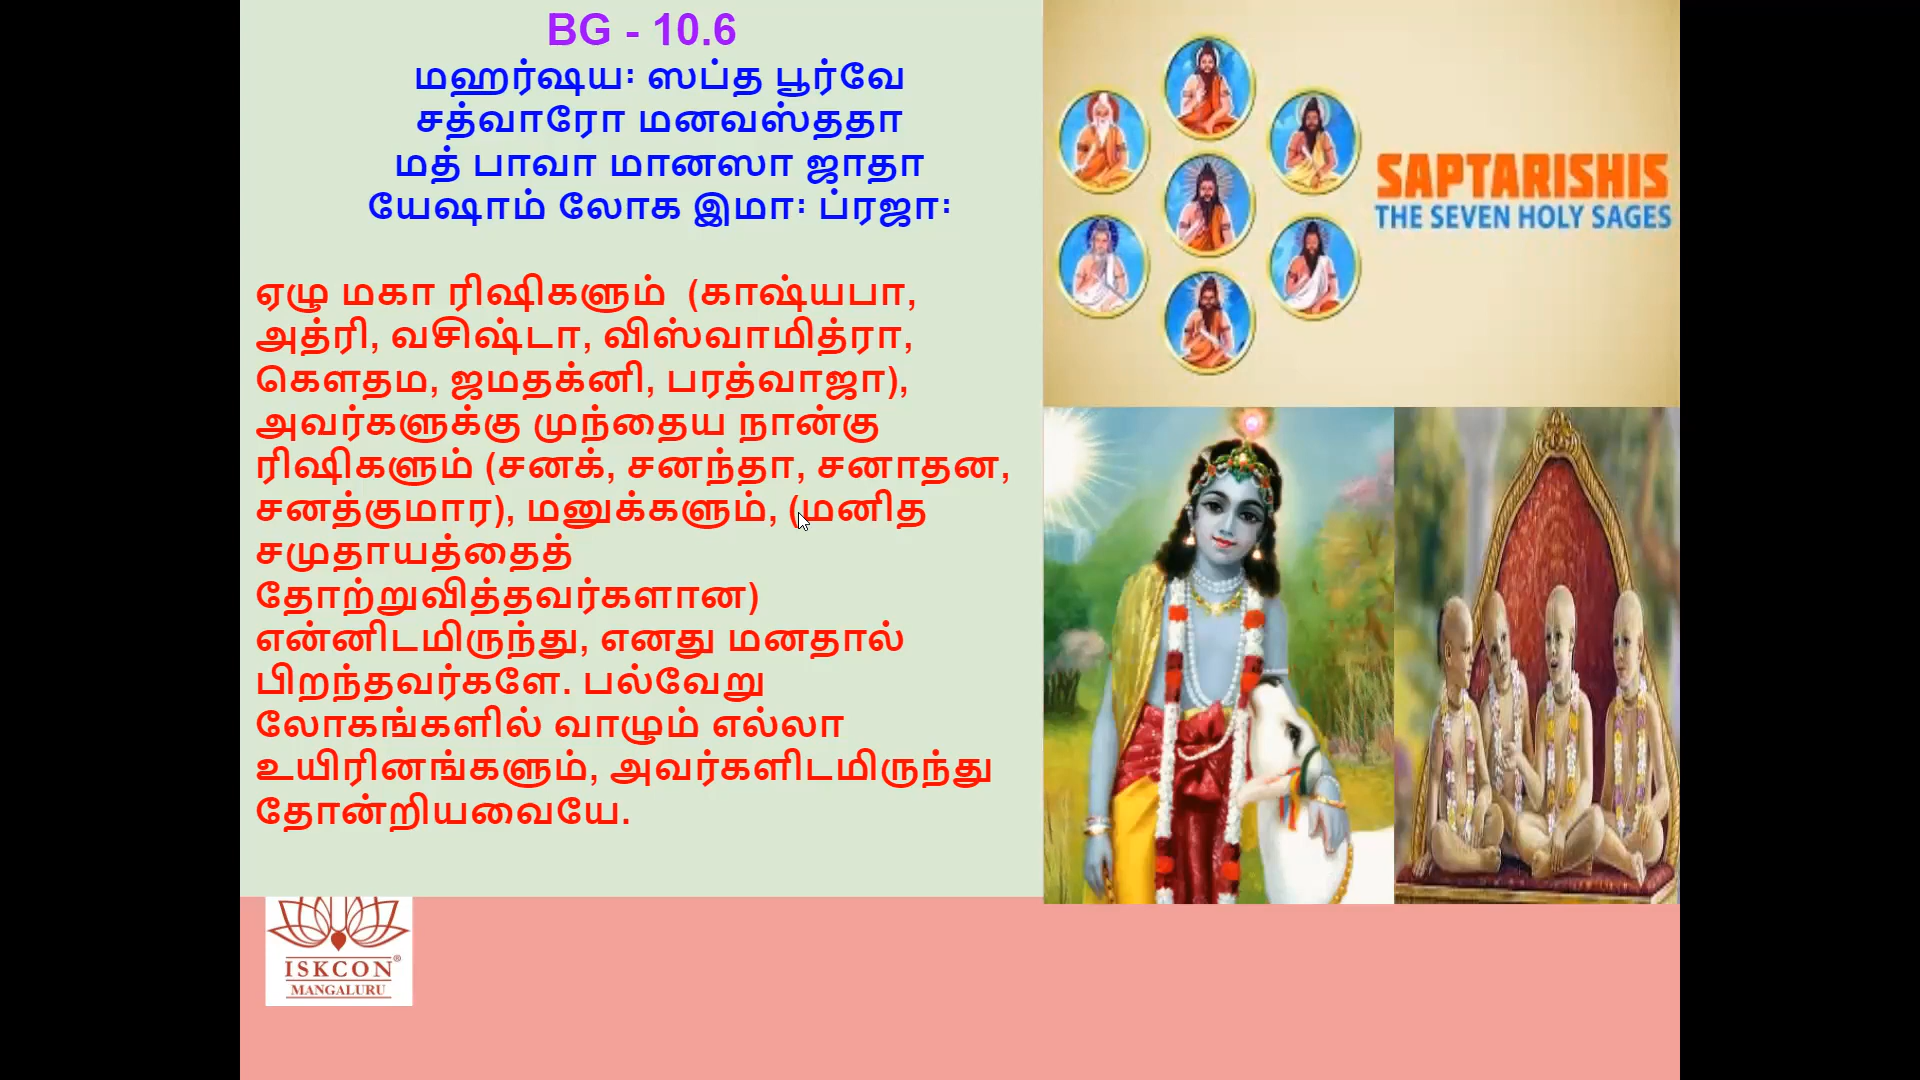 BG - 10.6
மஹர்ஷய: ஸப்த பூர்வே
சத்வாரோ மனவஸ்ததா
மத் பாவா மானஸா ஜாதா
யேஷாம் லோக இமா: ப்ரஜா:
ஏழு மகா ரிஷிகளும் (காஷ்யபா,
அத்ரி, வசிஷ்டா, விஸ்வாமித்ரா,
கௌதம, ஜமதக்னி, பரத்வாஜா),
அவர்களுக்கு முந்தைய நான்கு
ரிஷிகளும் (சனக், சனந்தா, சனாதன,
சனத்குமார), மனுக்களும், (மனித
சமுதாயத்தைத்
தோற்றுவித்தவர்களான)
என்னிடமிருந்து, எனது மனதால்
பிறந்தவர்களே. பல்வேறு
லோகங்களில் வாழும் எல்லா
உயிரினங்களும், அவர்களிடமிருந்து
தோன்றியவையே.
SAPTARISHIS
THE SEVEN HOLY SAGES
ISKCON®
MANGALURU